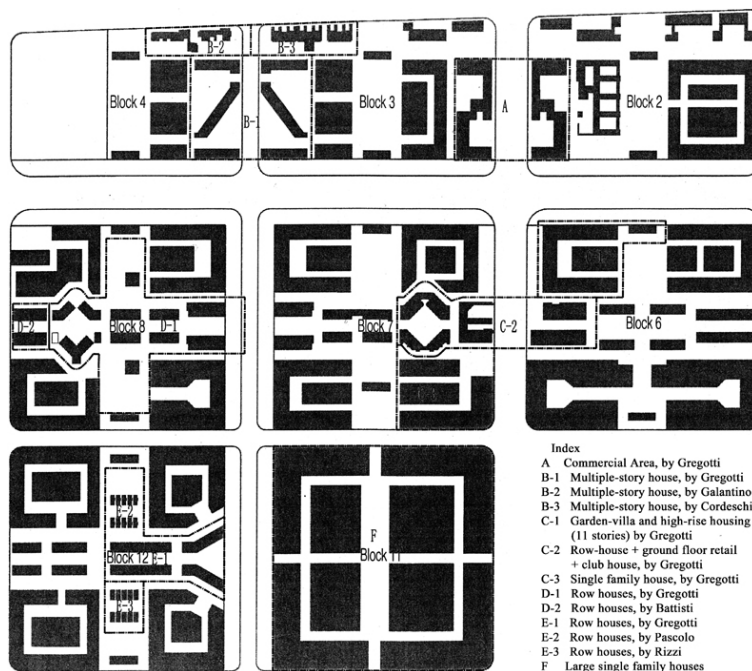 B-2
B-3
Block 4
Block 3
A
Block 2
B-1
D-2
Block 8
D-1
Block 7
C-2
Block 6
E-2
Block 12
E-1
E-3
F
Block 11
Index
A Commercial Area, by Gregotti
B-1 Multiple-story house, by Gregotti
B-2 Multiple-story house, by Galantino
B-3 Multiple-story house, by Cordeschi
C-1 Garden-villa and high-rise housing
(11 stories) by Gregotti
C-2 Row-house + ground floor retail
+ club house, by Gregotti
C-3 Single family house, by Gregotti
D-1 Row houses, by Gregotti
D-2 Row houses, by Battisti
E-1 Row houses, by Gregotti
E-2 Row houses, by Pascolo
E-3 Row houses, by Rizzi
F Large single family houses